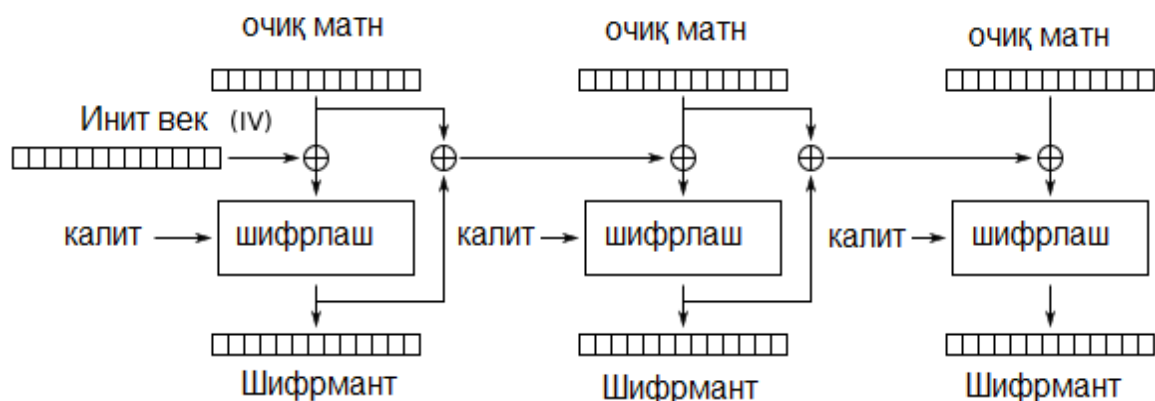 очиқ матн очиқ матн очиқ матн
Инит век (IV)
калит шифрлаш калит шифрлаш калит шифрлаш
Шифрмант Шифрмант Шифрмант